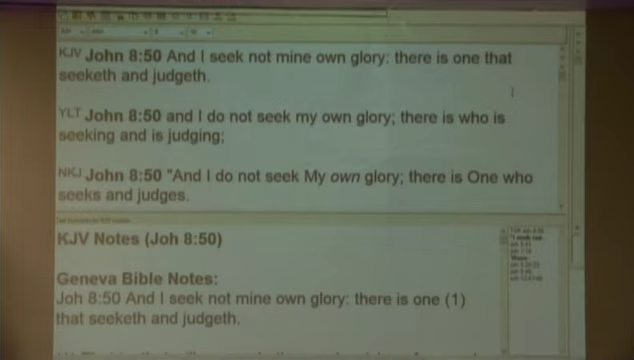 KJV John 8:50 And I seek not mine own glory: there is one that
seeketh and judgeth.
YLT John 8:50 and I do not seek my own glory; there is who is
seeking and is judging;
NKJ John 8:50 "And I do not seek My own glory; there is One who
seeks and judges.
KJV Notes (Joh 8:50)
Geneva Bible Notes:
Joh 8:50 And I seek not mine own glory: there is one (1)
that seeketh and judgeth.